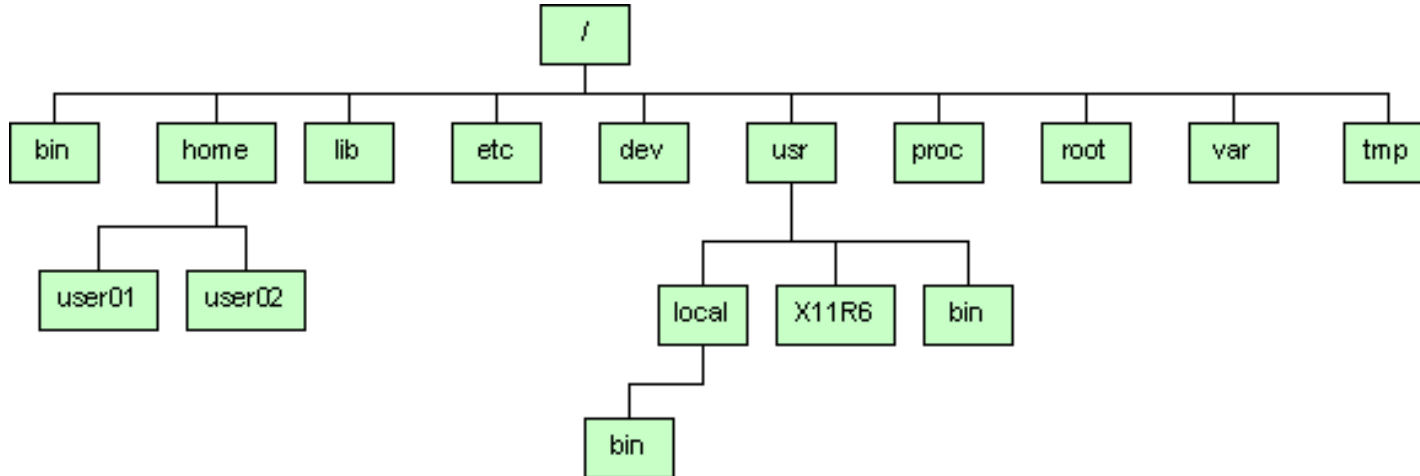 /
bin home lib etc dev usr proc root var tmp
user01 user02 local X11R6 bin
bin